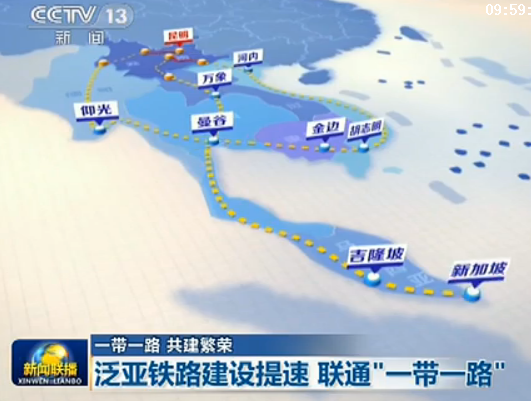 CCTV 13
新闻
09:59:
昆明
河内
万象
仰光
曼谷
金边
胡志明
吉隆坡
新加坡
新闻联播
XINWEN LIANBO
一带一路 共建繁荣
泛亚铁路建设提速 联通"一带一路"